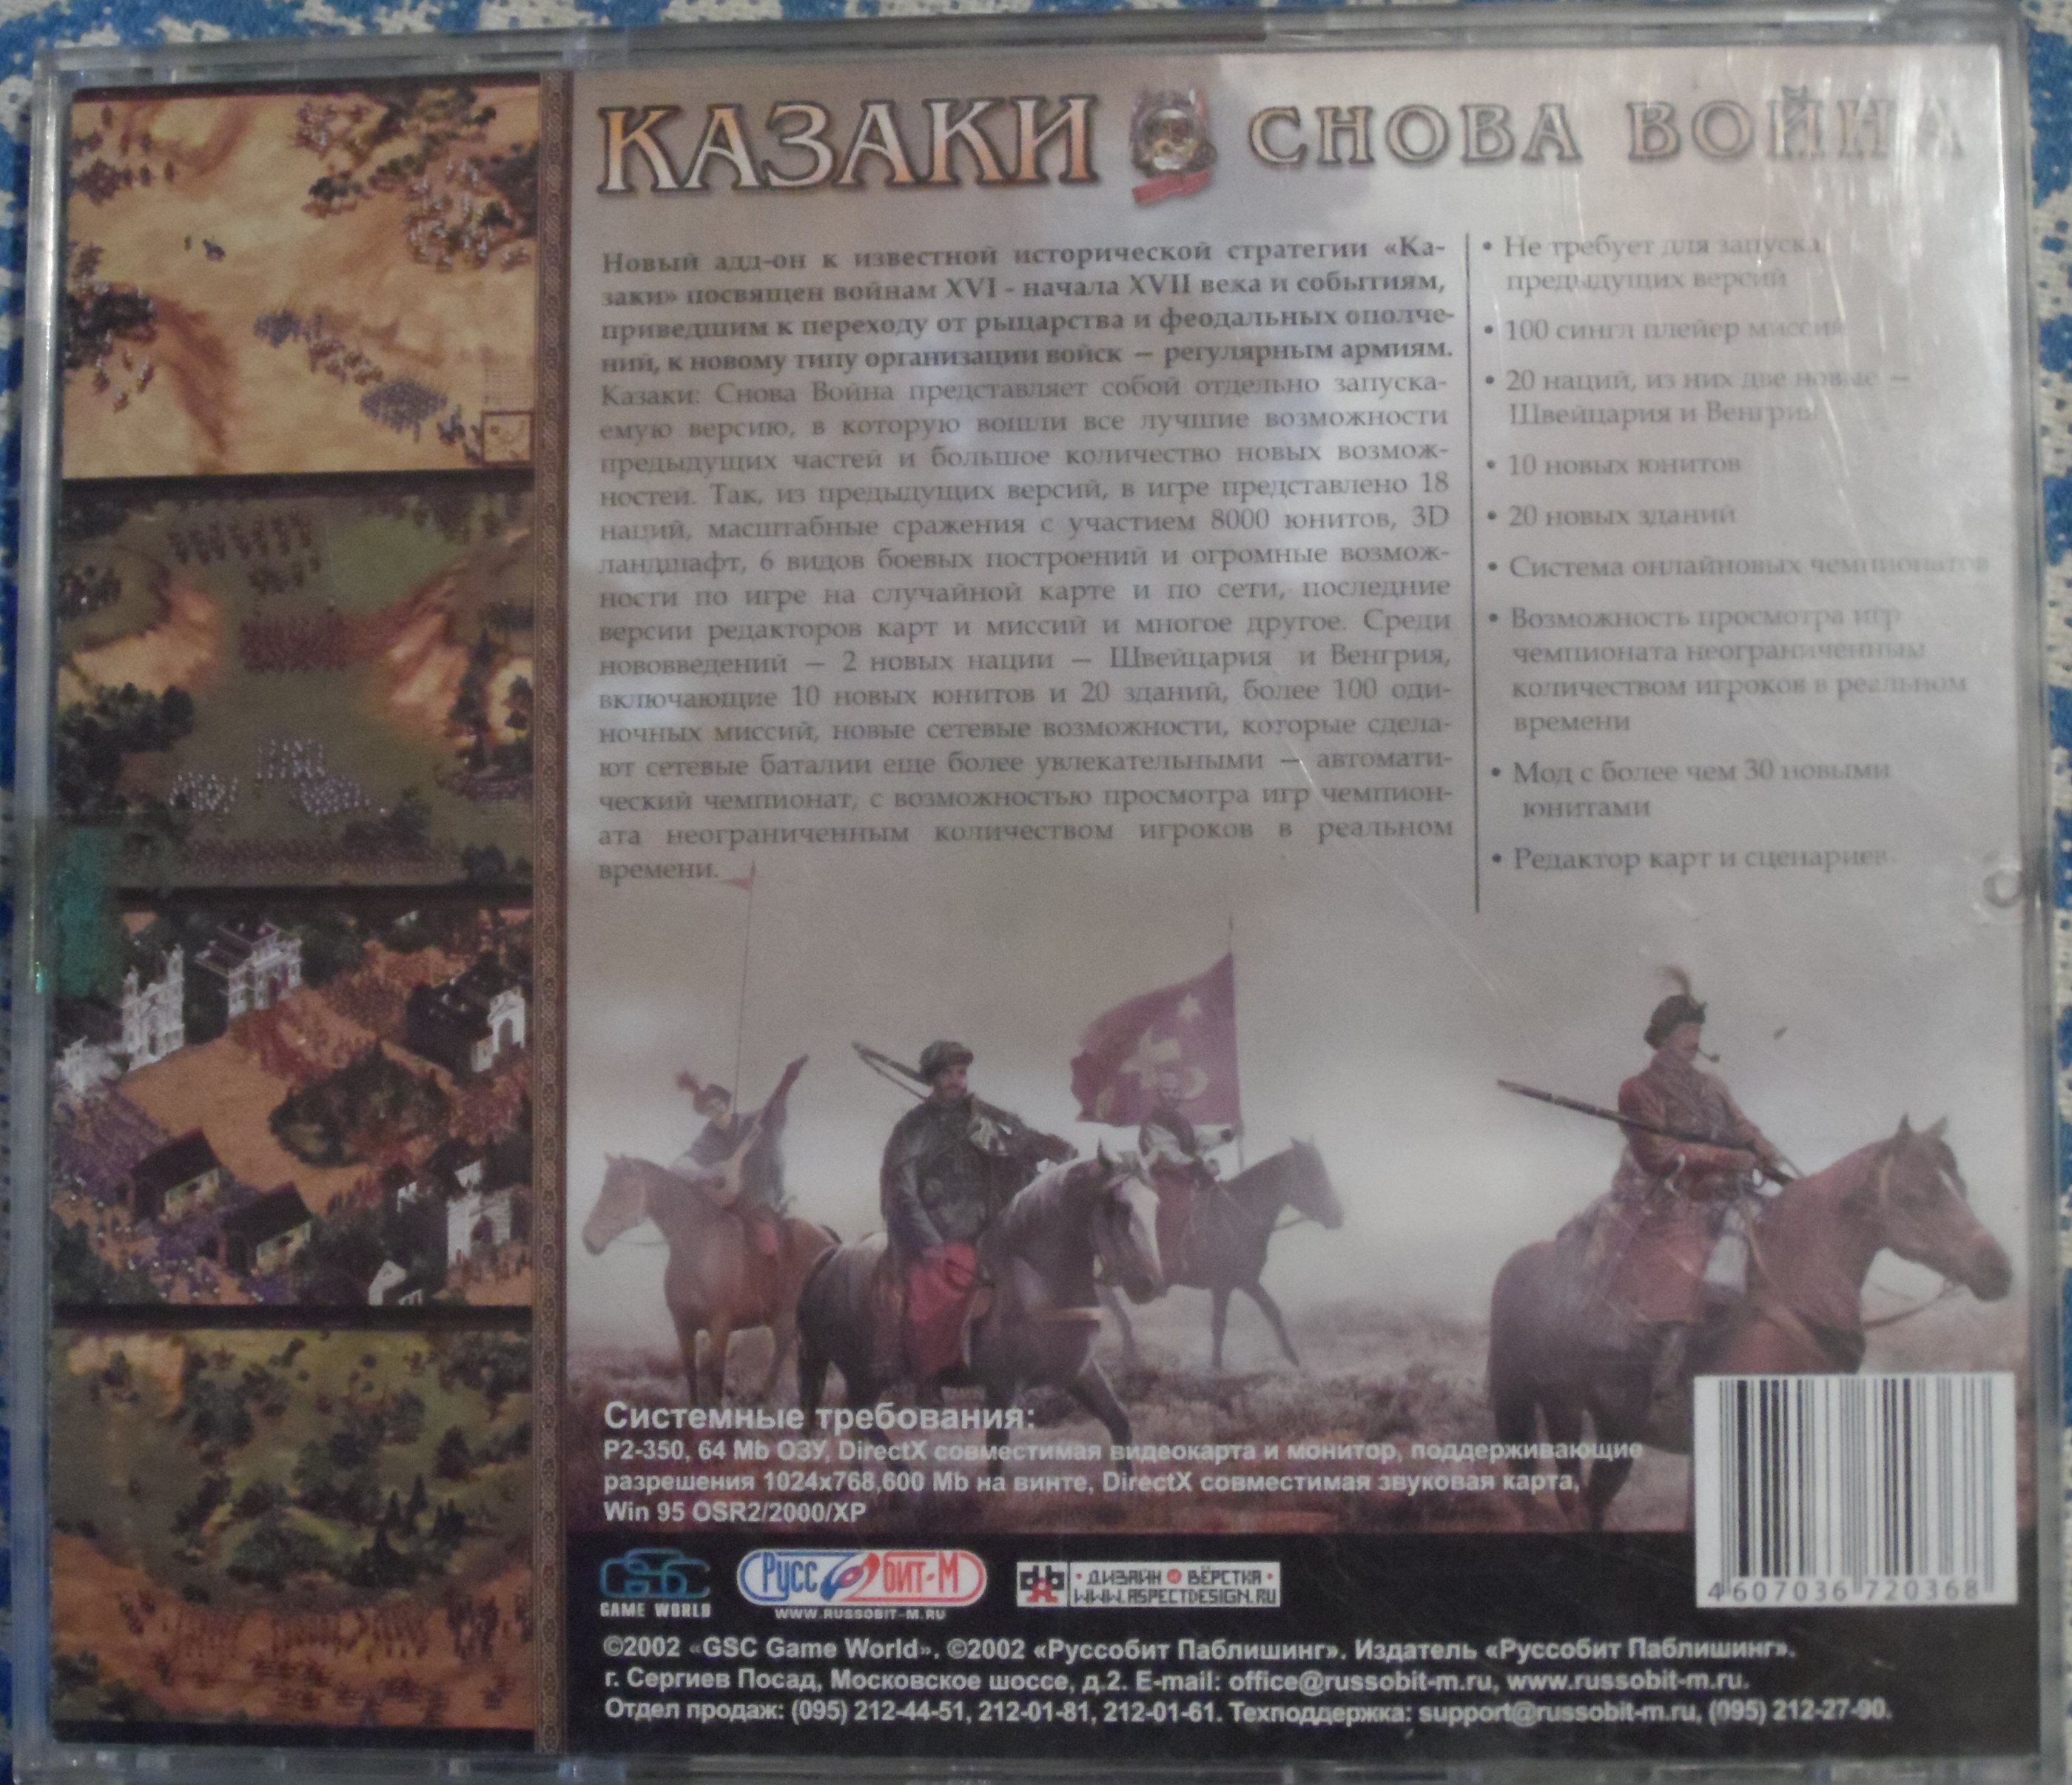 КАЗАКИ СНОВА ВОЙНА
Новый адд-он к известной исторической стратегии «Ка-
заки» посвящен войнам XVI - начала XVII века и событиям,
приведшим к переходу от рыцарства и феодальных ополче-
ний, к новому типу организации войск — регулярным армиям.
Казаки: Снова Война представляет собой отдельно запуска-
емую версию, в которую вошли все лучшие возможности
предыдущих частей и большое количество новых возмож-
ностей. Так, из предыдущих версий, в игре представлено 18
наций, масштабные сражения с участием 8000 юнитов, 3D
ландшафт, 6 видов боевых построений и огромные возмож-
ности по игре на случайной карте и по сети, последние
версии редакторов карт и миссий и многое другое. Среди
нововведений — 2 новых нации — Швейцария и Венгрия,
включающие 10 новых юнитов и 20 зданий, более 100 оди-
ночных миссий, новые сетевые возможности, которые сдела-
ют сетевые баталии еще более увлекательными — автомати-
ческий чемпионат, с возможностью просмотра игр чемпион-
ата неограниченным количеством игроков в реальном
времени.
• Не требует для запуска
предыдущих версий
• 100 сингл плейер миссий
• 20 наций, из них две новые —
Швейцария и Венгрия
• 10 новых юнитов
• 20 новых зданий
• Система онлайновых чемпионатов
• Возможность просмотра игр
чемпионата неограниченным
количеством игроков в реальном
времени
• Мод с более чем 30 новыми
юнитами
• Редактор карт и сценариев
Системные требования:
P2-350, 64 Mb ОЗУ, DirectX совместимая видеокарта и монитор, поддерживающие
разрешения 1024x768,600 Mb на винте, DirectX совместимая звуковая карта,
Win 95 OSR2/2000/XP
GSC
GAME WORLD
Руссобит-М
WWW.RUSSOBIT-M.RU
• ДИЗАЙН • ВЁРСТКА •
WWW.ASPECTDESIGN.RU
4 607036 720368
©2002 «GSC Game World». ©2002 «Руссобит Паблишинг». Издатель «Руссобит Паблишинг».
г. Сергиев Посад, Московское шоссе, д.2. E-mail: office@russobit-m.ru, www.russobit-m.ru.
Отдел продаж: (095) 212-44-51, 212-01-81, 212-01-61. Техподдержка: support@russobit-m.ru, (095) 212-27-90.